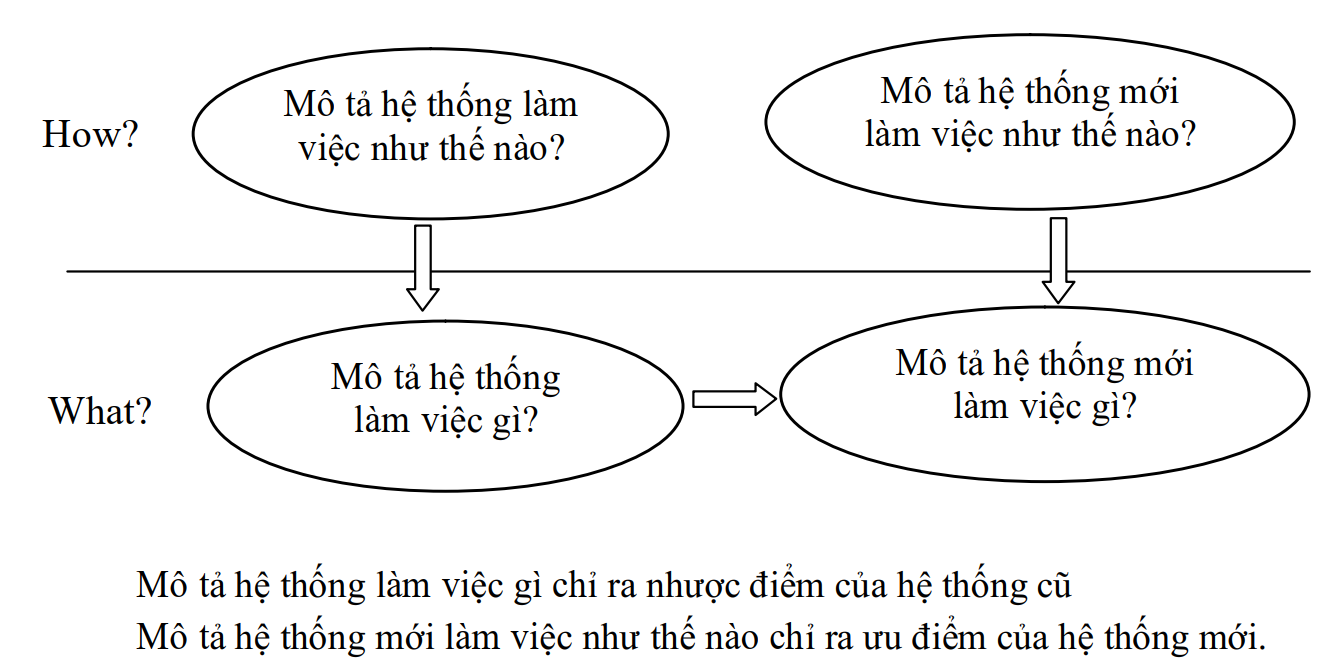 How?
Mô tả hệ thống làm
việc như thế nào?
Mô tả hệ thống mới
làm việc như thế nào?
What?
Mô tả hệ thống
làm việc gì?
Mô tả hệ thống mới
làm việc gì?
Mô tả hệ thống làm việc gì chỉ ra nhược điểm của hệ thống cũ
Mô tả hệ thống mới làm việc như thế nào chỉ ra ưu điểm của hệ thống mới.